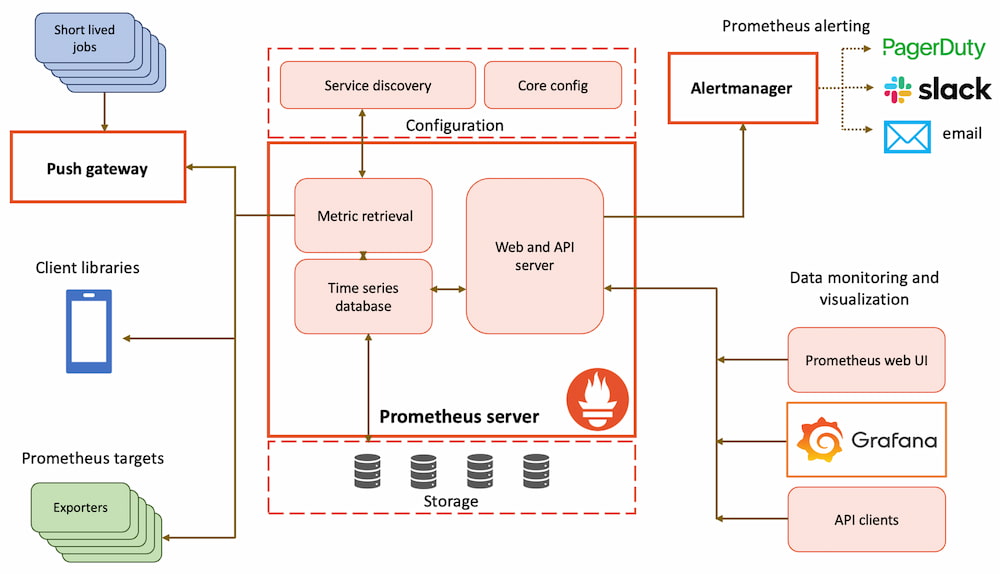 Short lived
jobs
Push gateway
Client libraries
Prometheus targets
Exporters
Service discovery
Core config
Configuration
Metric retrieval
Time series
database
Web and API
server
Prometheus server
Storage
Prometheus alerting
Alertmanager
PagerDuty
slack
email
Data monitoring and
visualization
Prometheus web UI
Grafana
API clients